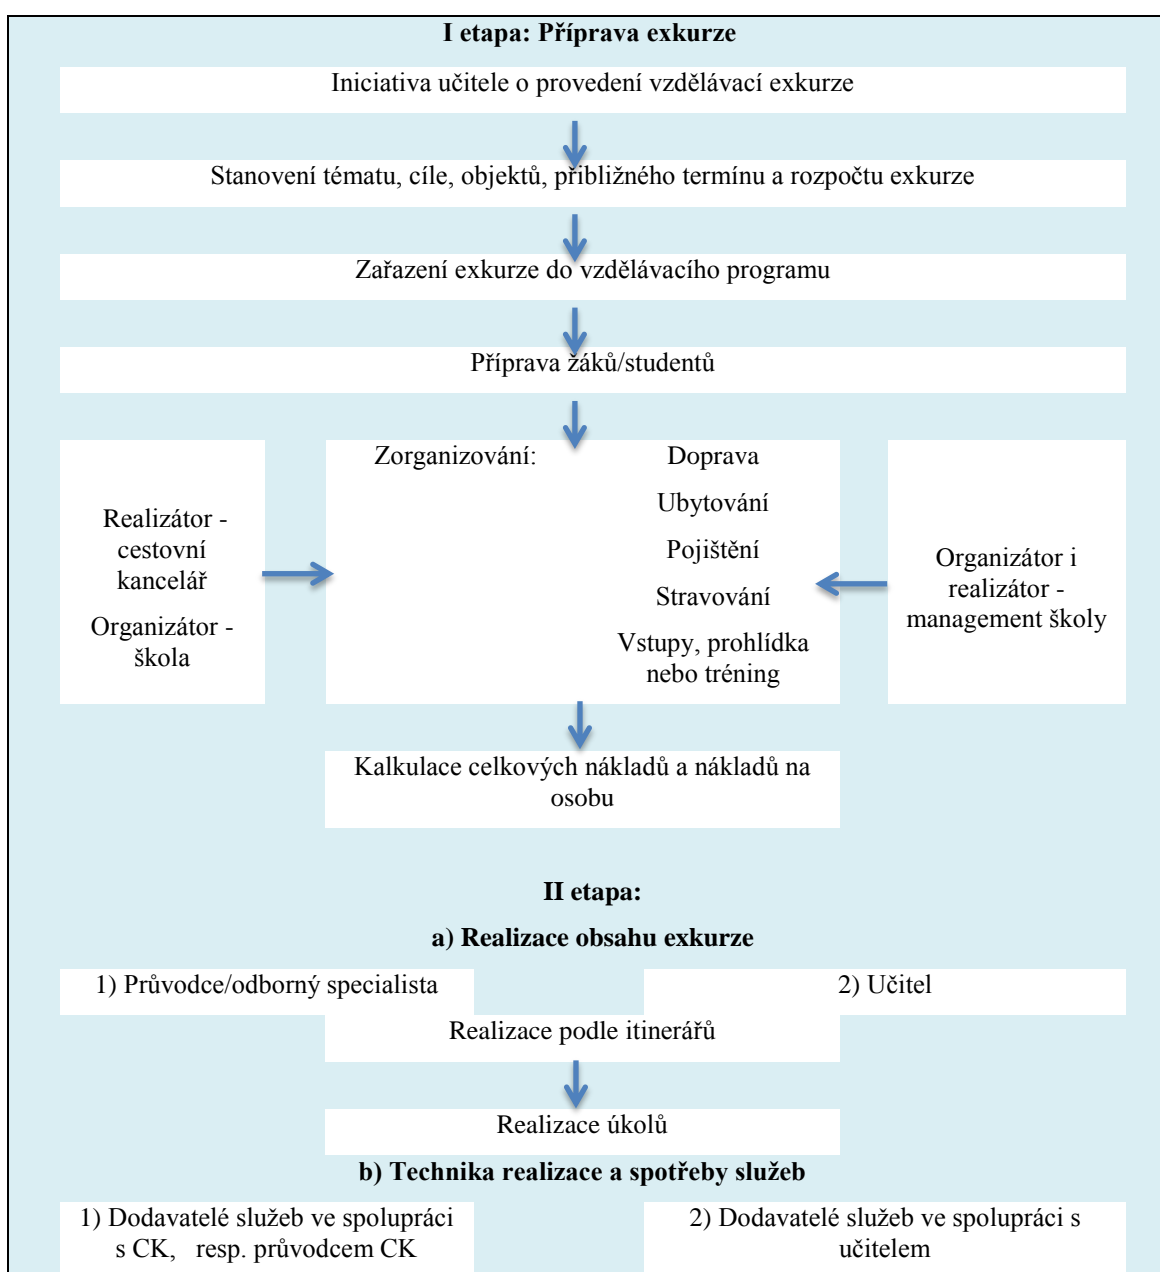 I etapa: Příprava exkurze
Iniciativa učitele o provedení vzdělávací exkurze
Stanovení tématu, cíle, objektů, přibližného termínu a rozpočtu exkurze
Zařazení exkurze do vzdělávacího programu
Příprava žáků/studentů
Realizátor -
cestovní
kancelář
Organizátor -
škola
Zorganizování:
Doprava
Ubytování
Pojištění
Stravování
Vstupy, prohlídka
nebo tréning
Organizátor i
realizátor -
management školy
Kalkulace celkových nákladů a nákladů na
osobu
II etapa:
a) Realizace obsahu exkurze
1) Průvodce/odborný specialista
2) Učitel
Realizace podle itinerářů
Realizace úkolů
b) Technika realizace a spotřeby služeb
1) Dodavatelé služeb ve spolupráci
s CK, resp. průvodcem CK
2) Dodavatelé služeb ve spolupráci s
učitelem